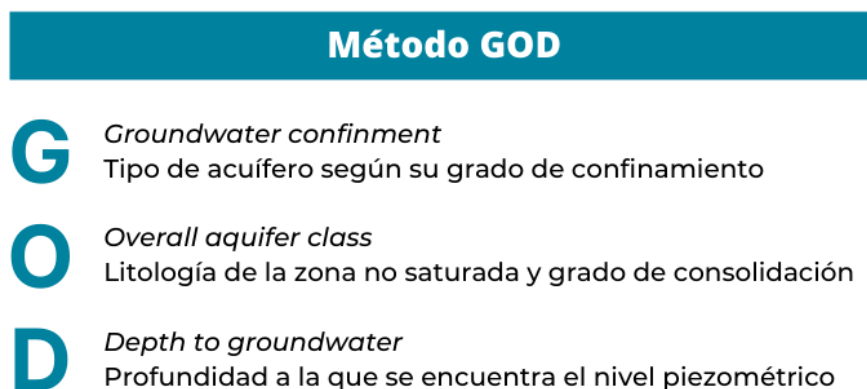 Método GOD
G
Groundwater confinment
Tipo de acuífero según su grado de confinamiento
O
Overall aquifer class
Litología de la zona no saturada y grado de consolidación
D
Depth to groundwater
Profundidad a la que se encuentra el nivel piezométrico